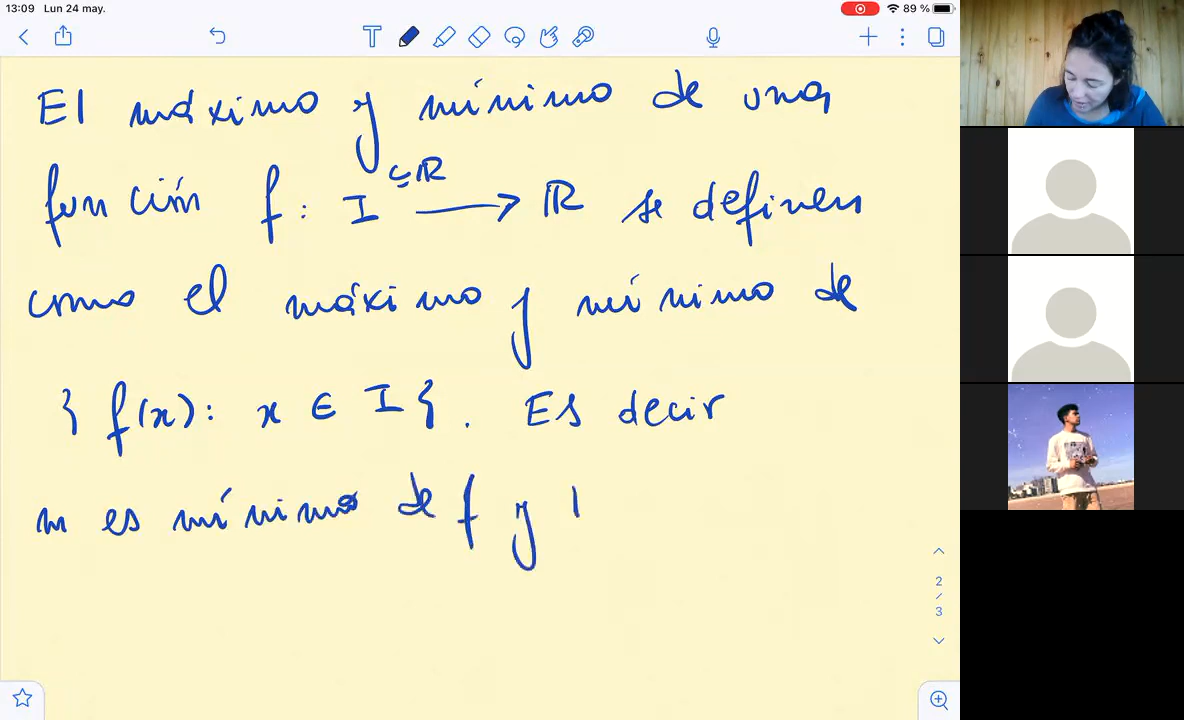 13:09 Lun 24 may.
89 %
El máximo y mínimo de una
función f: I ⊆ ℝ → ℝ se definen
como el máximo y mínimo de
{ f(x): x ∈ I }. Es decir
m es mínimo de f y
2
/
3